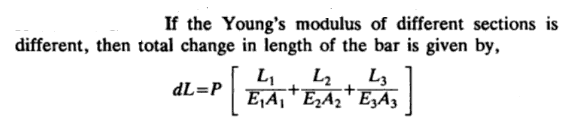 If the Young's modulus of different sections is
different, then total change in length of the bar is given by,
dL=P [ L₁/E₁A₁ + L₂/E₂A₂ + L₃/E₃A₃ ]